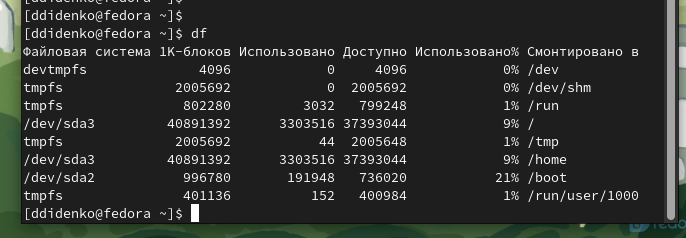 [ddidenko@fedora ~]$
[ddidenko@fedora ~]$ df
Файловая система 1K-блоков Использовано Доступно Использовано% Смонтировано в
devtmpfs 4096 0 4096 0% /dev
tmpfs 2005692 0 2005692 0% /dev/shm
tmpfs 802280 3032 799248 1% /run
/dev/sda3 40891392 3303516 37393044 9% /
tmpfs 2005692 44 2005648 1% /tmp
/dev/sda3 40891392 3303516 37393044 9% /home
/dev/sda2 996780 191948 736020 21% /boot
tmpfs 401136 152 400984 1% /run/user/1000
[ddidenko@fedora ~]$